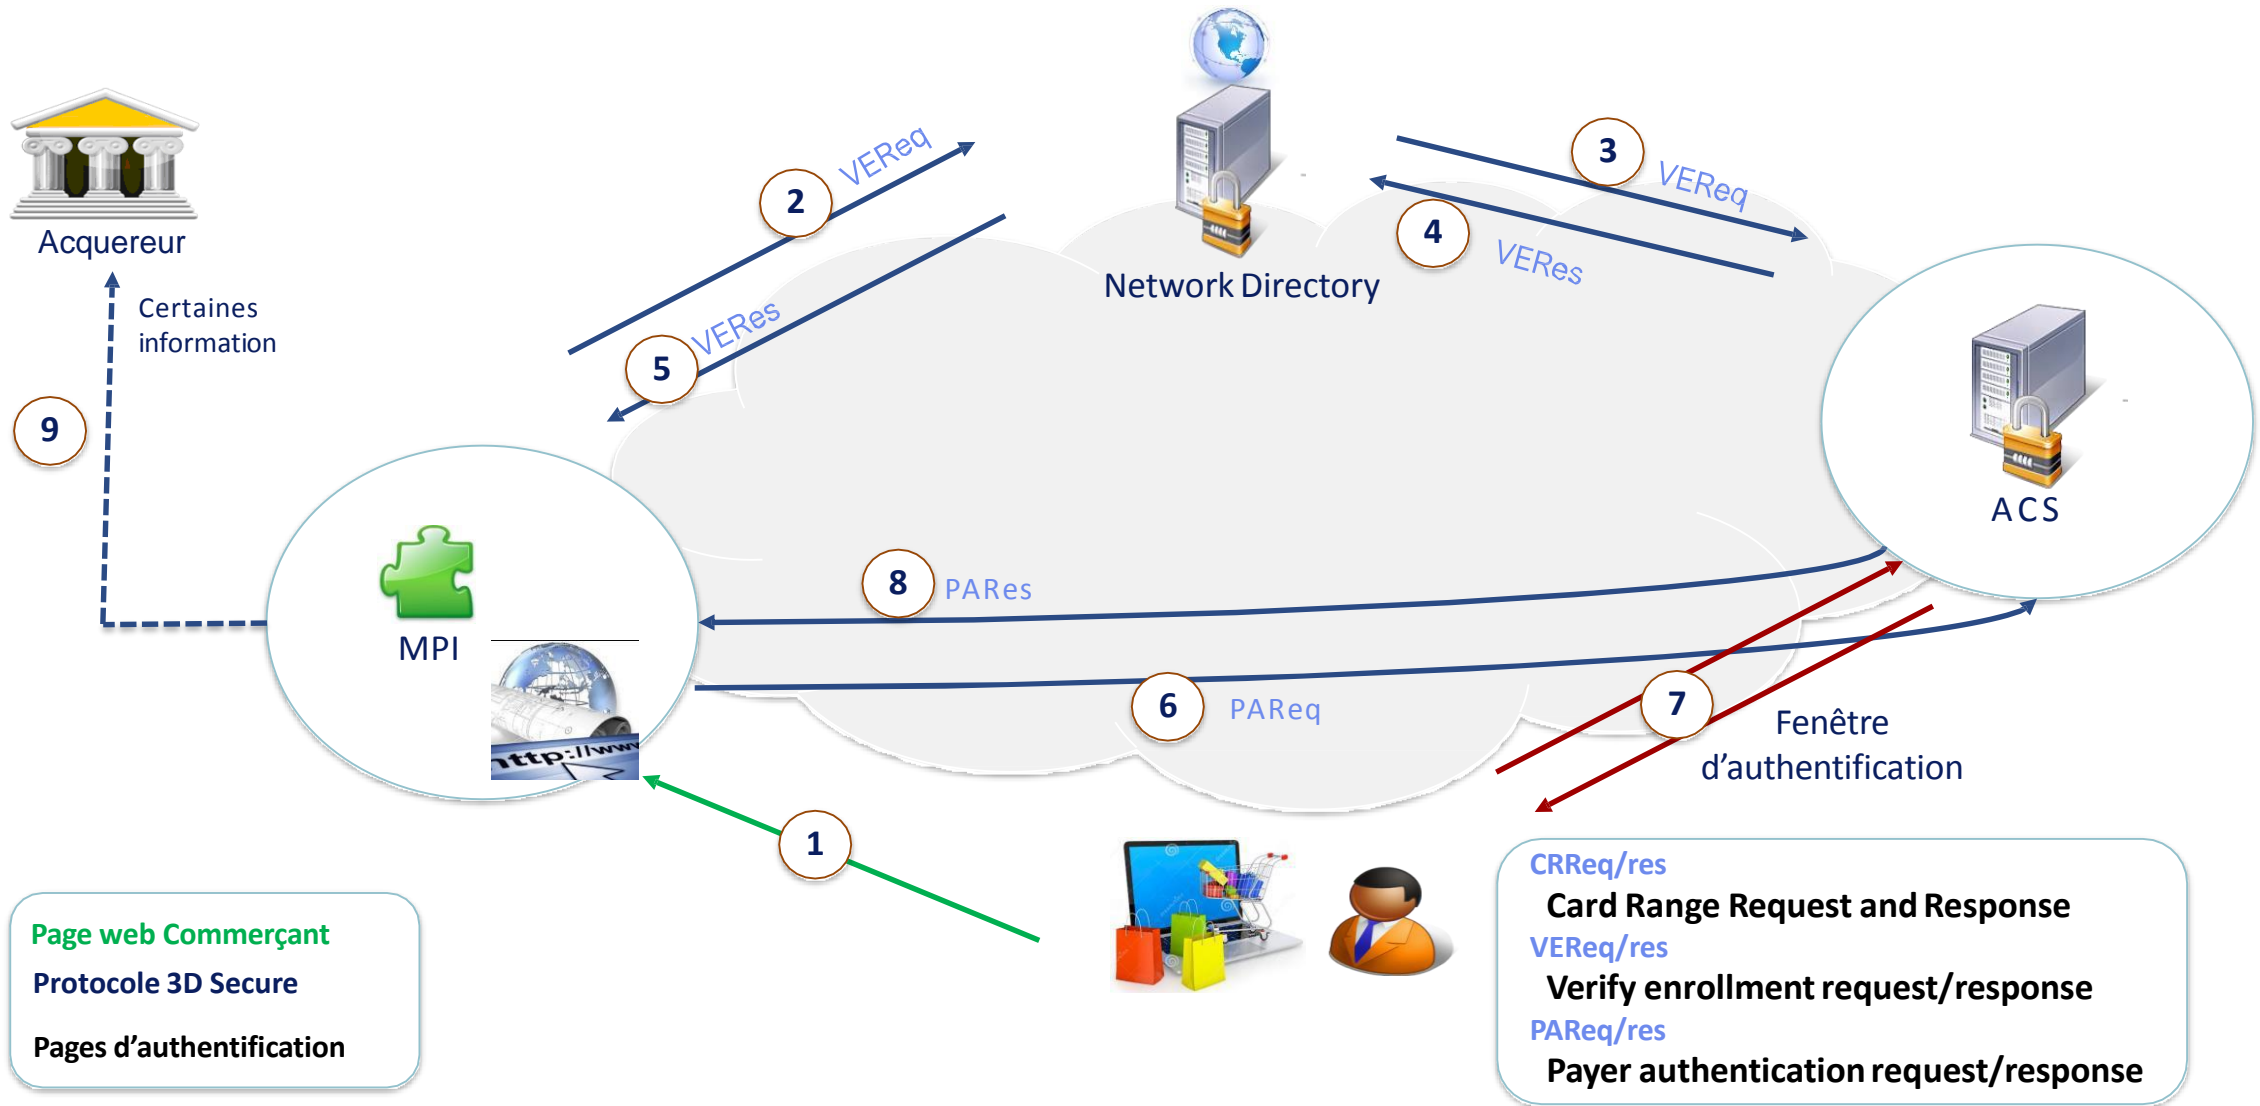 2
VEReq
3
VEReq
Acquereur
4
VERes
Network Directory
Certaines
information
VERes
5
9
ACS
8
PARes
MPI
6
PAReq
7
Fenêtre
d'authentification
http://www
1
CRReq/res
Card Range Request and Response
VEReq/res
Verify enrollment request/response
PAReq/res
Payer authentication request/response
Page web Commerçant
Protocole 3D Secure
Pages d'authentification